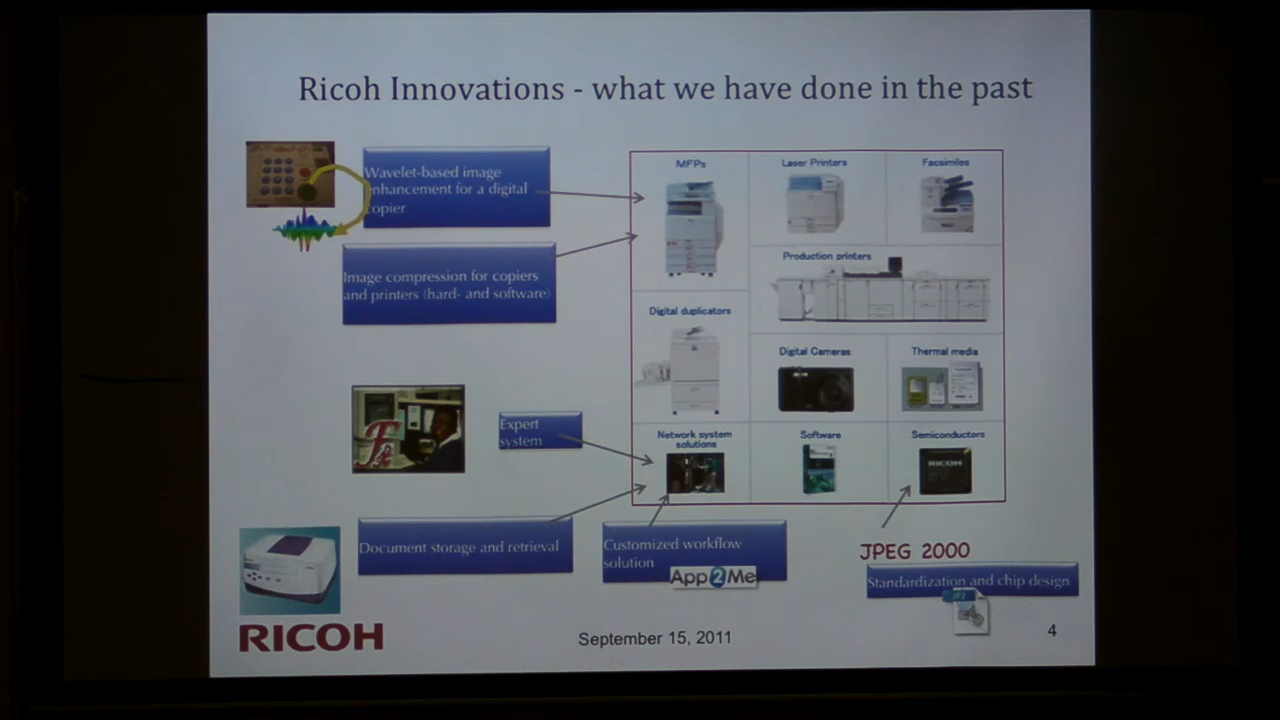 Ricoh Innovations - what we have done in the past
Wavelet-based image
enhancement for a digital
copier
Image compression for copiers
and printers (hard- and software)
MFPs
Laser Printers
Facsimiles
Production printers
Digital duplicators
Digital Cameras
Thermal media
Network system
solutions
Software
Semiconductors
RICOH
Expert
system
Document storage and retrieval
Customized workflow
solution
App2Me
JPEG 2000
Standardization and chip design
JP2
RICOH
September 15, 2011
4